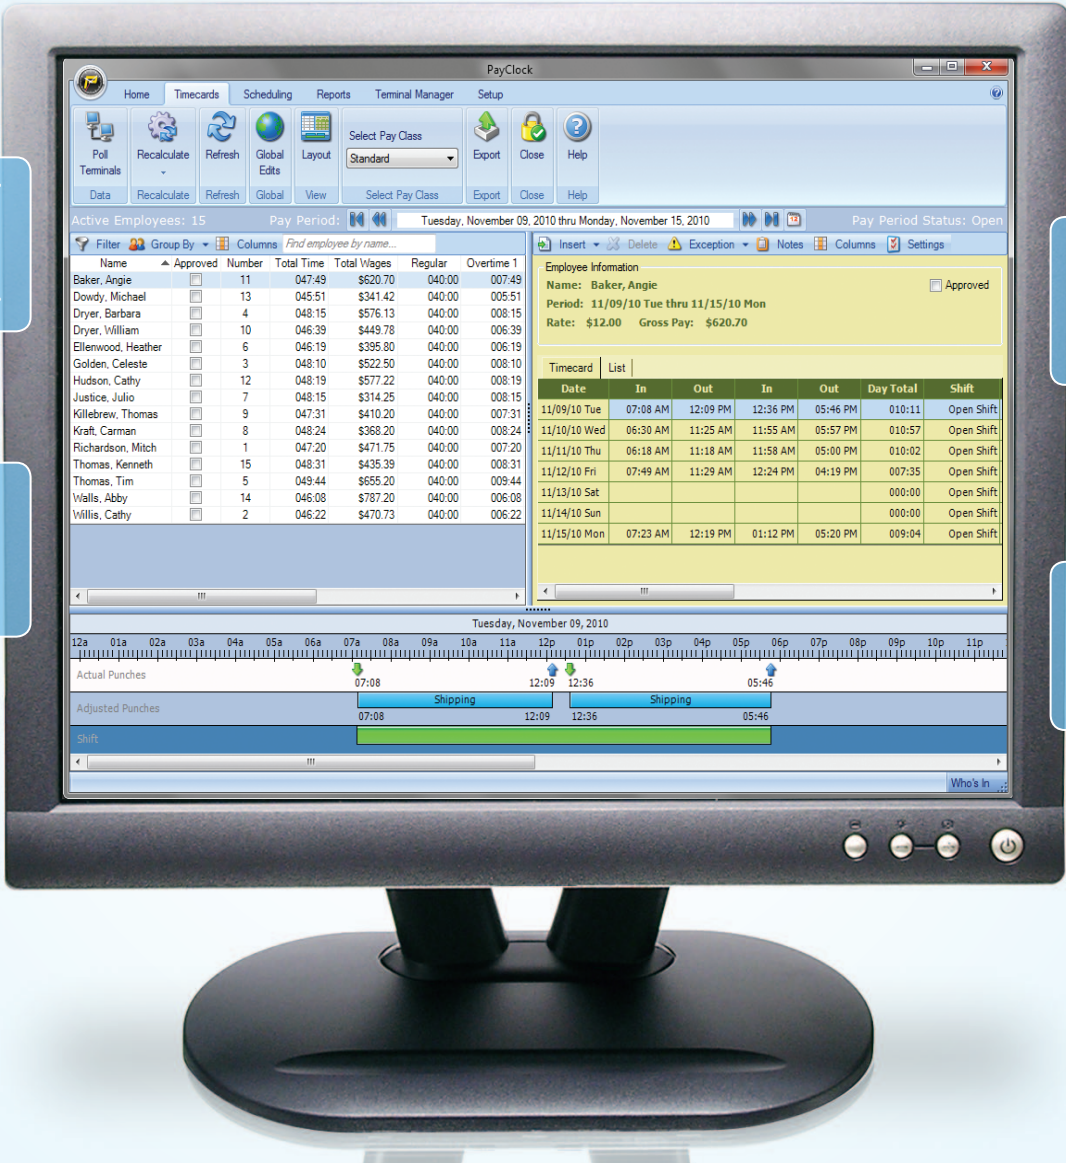 PayClock
Home Timecards Scheduling Reports Terminal Manager Setup
Poll Terminals Recalculate Refresh Global Edits Layout Select Pay Class Standard Export Close Help
Data Recalculate Refresh Global View Select Pay Class Export Close Help
Active Employees: 15 Pay Period: Tuesday, November 09, 2010 thru Monday, November 15, 2010 12 Pay Period Status: Open
Filter Group By Columns Find employee by name...
Name Approved Number Total Time Total Wages Regular Overtime 1
Baker, Angie 11 047:49 $620.70 040:00 007:49
Dowdy, Michael 13 045:51 $341.42 040:00 005:51
Dryer, Barbara 4 048:15 $576.13 040:00 008:15
Dryer, William 10 046:39 $449.78 040:00 006:39
Ellenwood, Heather 6 046:19 $395.80 040:00 006:19
Golden, Celeste 3 048:10 $522.50 040:00 008:10
Hudson, Cathy 12 048:19 $577.22 040:00 008:19
Justice, Julio 7 048:15 $314.25 040:00 008:15
Killebrew, Thomas 9 047:31 $410.20 040:00 007:31
Kraft, Carman 8 048:24 $368.20 040:00 008:24
Richardson, Mitch 1 047:20 $471.75 040:00 007:20
Thomas, Kenneth 15 048:31 $435.39 040:00 008:31
Thomas, Tim 5 049:44 $655.20 040:00 009:44
Walls, Abby 14 046:08 $787.20 040:00 006:08
Willis, Cathy 2 046:22 $470.73 040:00 006:22
Insert Delete Exception Notes Columns Settings
Employee Information
Name: Baker, Angie Approved
Period: 11/09/10 Tue thru 11/15/10 Mon
Rate: $12.00 Gross Pay: $620.70
Timecard List
Date In Out In Out Day Total Shift
11/09/10 Tue 07:08 AM 12:09 PM 12:36 PM 05:46 PM 010:11 Open Shift
11/10/10 Wed 06:30 AM 11:25 AM 11:55 AM 05:57 PM 010:57 Open Shift
11/11/10 Thu 06:18 AM 11:18 AM 11:58 AM 05:00 PM 010:02 Open Shift
11/12/10 Fri 07:49 AM 11:29 AM 12:24 PM 04:19 PM 007:35 Open Shift
11/13/10 Sat 000:00 Open Shift
11/14/10 Sun 000:00 Open Shift
11/15/10 Mon 07:23 AM 12:19 PM 01:12 PM 05:20 PM 009:04 Open Shift
Tuesday, November 09, 2010
12a 01a 02a 03a 04a 05a 06a 07a 08a 09a 10a 11a 12p 01p 02p 03p 04p 05p 06p 07p 08p 09p 10p 11p
Actual Punches 07:08 12:09 12:36 05:46
Shipping Shipping
Adjusted Punches 07:08 12:09 12:36 05:46
Shift
Who's In